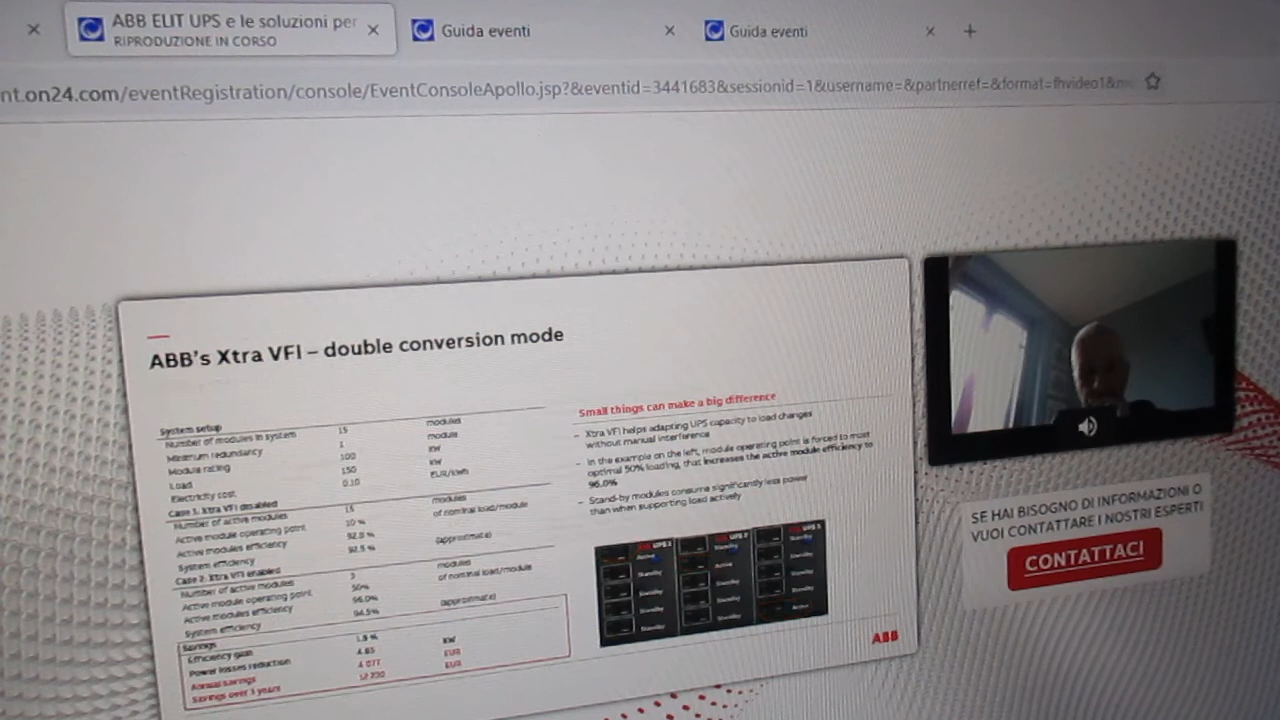 ABB ELIT UPS e le soluzioni per
RIPRODUZIONE IN CORSO
Guida eventi
Guida eventi
nt.on24.com/eventRegistration/console/EventConsoleApollo.jsp?&eventid=3441683&sessionid=1&username=&partnerref=&format=fhvideo1&m
ABB's Xtra VFI – double conversion mode
System setup
Number of modules in system 15 modules
Minimum redundancy 1 module
Module rating 100 kW
Load 150 kW
Electricity cost 0.10 EUR/kWh
Case 1: Xtra VFI disabled
Number of active modules 15 modules
Active module operating point 10 % of nominal load/module
Active modules efficiency
System efficiency (approximate)
Case 2: Xtra VFI enabled
Number of active modules 3 modules
Active module operating point 50% of nominal load/module
Active modules efficiency 96.0%
System efficiency 94.5% (approximate)
Savings
Efficiency gain
Power losses reduction kW
Annual savings 4 077 EUR
Savings over 3 years 12 230 EUR
Small things can make a big difference
– Xtra VFI helps adapting UPS capacity to load changes
without manual interference
– In the example on the left, module operating point is forced to most
optimal 50% loading, that increases the active module efficiency to
96.0%
– Stand-by modules consume significantly less power
than when supporting load actively
UPS 1
Active
Standby
Standby
Standby
UPS 2
Standby
Active
Standby
Standby
Standby
UPS 3
Standby
Standby
Standby
Standby
Active
ABB
SE HAI BISOGNO DI INFORMAZIONI O
VUOI CONTATTARE I NOSTRI ESPERTI
CONTATTACI